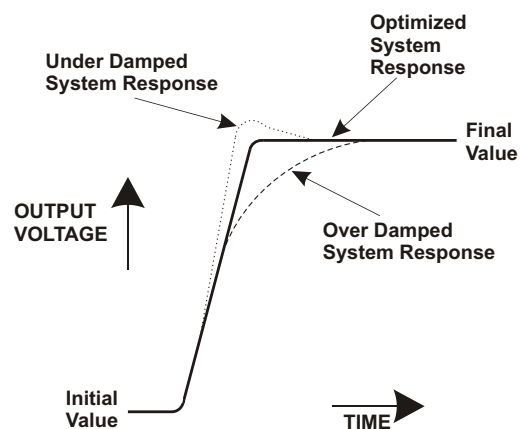 Optimized
System
Response
Under Damped
System Response
Final
Value
OUTPUT
VOLTAGE
Over Damped
System Response
Initial
Value
TIME